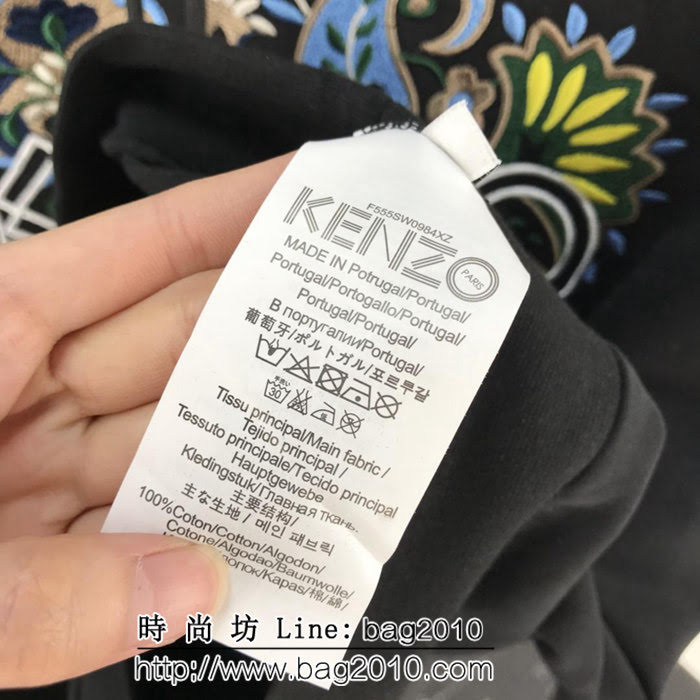 F555SW0984XZ
KENZO
PARIS
MADE IN Potrugal/Portugal/
Portugal/Portogallo/Portugal/
Portugal/Portugal/
В португалии/Portugal/
葡萄牙/ポルトガル/포르투갈
30
Tissu principal/Main fabric/
Tejido principal/
Tessuto principale/Tecido principal
Hauptgewebe
Kledingstuk/Главная ткань
主要结构/
主な生地/메인 패브릭
100%Coton/Cotton/Algodon/
Cotone/Algodao/Baumwolle/
/Kapas/棉/綿/
時尚坊 Line: bag2010
http://www.bag2010.com